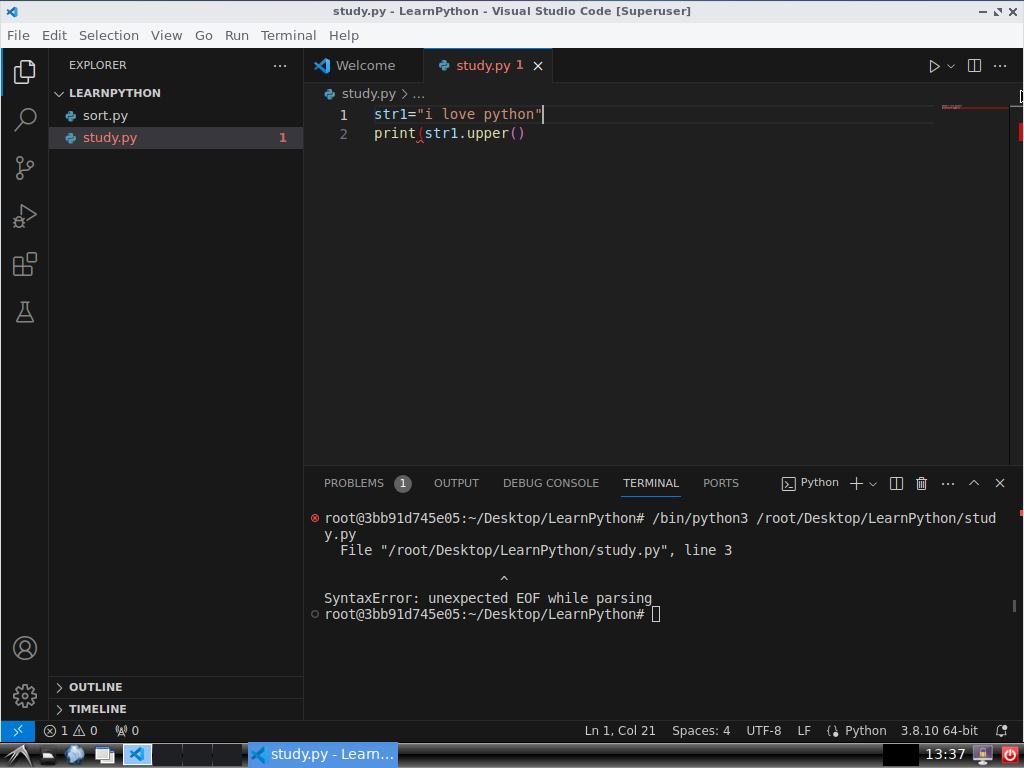 study.py - LearnPython - Visual Studio Code [Superuser]
File Edit Selection View Go Run Terminal Help
EXPLORER
Welcome
study.py 1
LEARNPYTHON
study.py > ...
sort.py
study.py 1
1 str1="i love python"
2 print(str1.upper()
PROBLEMS 1 OUTPUT DEBUG CONSOLE TERMINAL PORTS Python
root@3bb91d745e05:~/Desktop/LearnPython# /bin/python3 /root/Desktop/LearnPython/stud
y.py
File "/root/Desktop/LearnPython/study.py", line 3
^
SyntaxError: unexpected EOF while parsing
root@3bb91d745e05:~/Desktop/LearnPython#
OUTLINE
TIMELINE
1 0 0 Ln 1, Col 21 Spaces: 4 UTF-8 LF Python 3.8.10 64-bit
study.py - Learn... 13:37